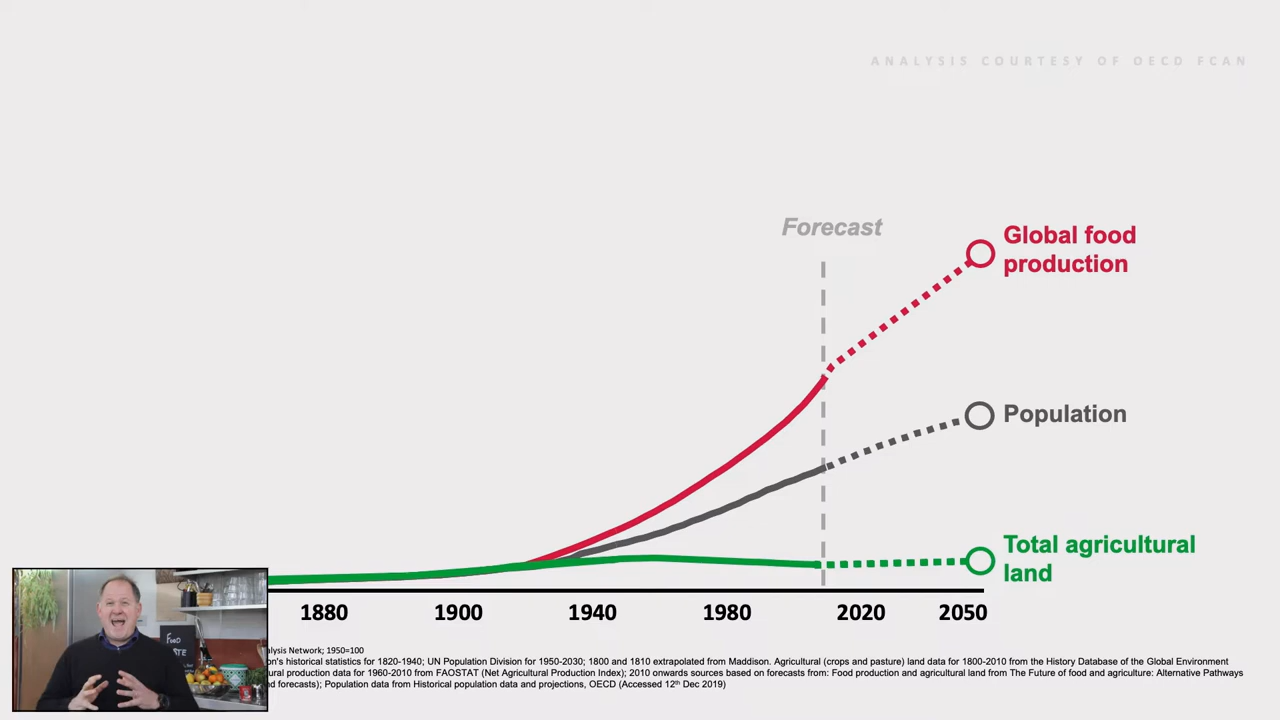 ANALYSIS COURTESY OF OECD FCAN
Forecast
Global food
production
Population
Total agricultural
land
1880 1900 1940 1980 2020 2050
FOOD
alysis Network; 1950=100
on's historical statistics for 1820-1940; UN Population Division for 1950-2030; 1800 and 1810 extrapolated from Maddison. Agricultural (crops and pasture) land data for 1800-2010 from the History Database of the Global Environment
ural production data for 1960-2010 from FAOSTAT (Net Agricultural Production Index); 2010 onwards sources based on forecasts from: Food production and agricultural land from The Future of food and agriculture: Alternative Pathways
d forecasts); Population data from Historical population data and projections, OECD (Accessed 12th Dec 2019)